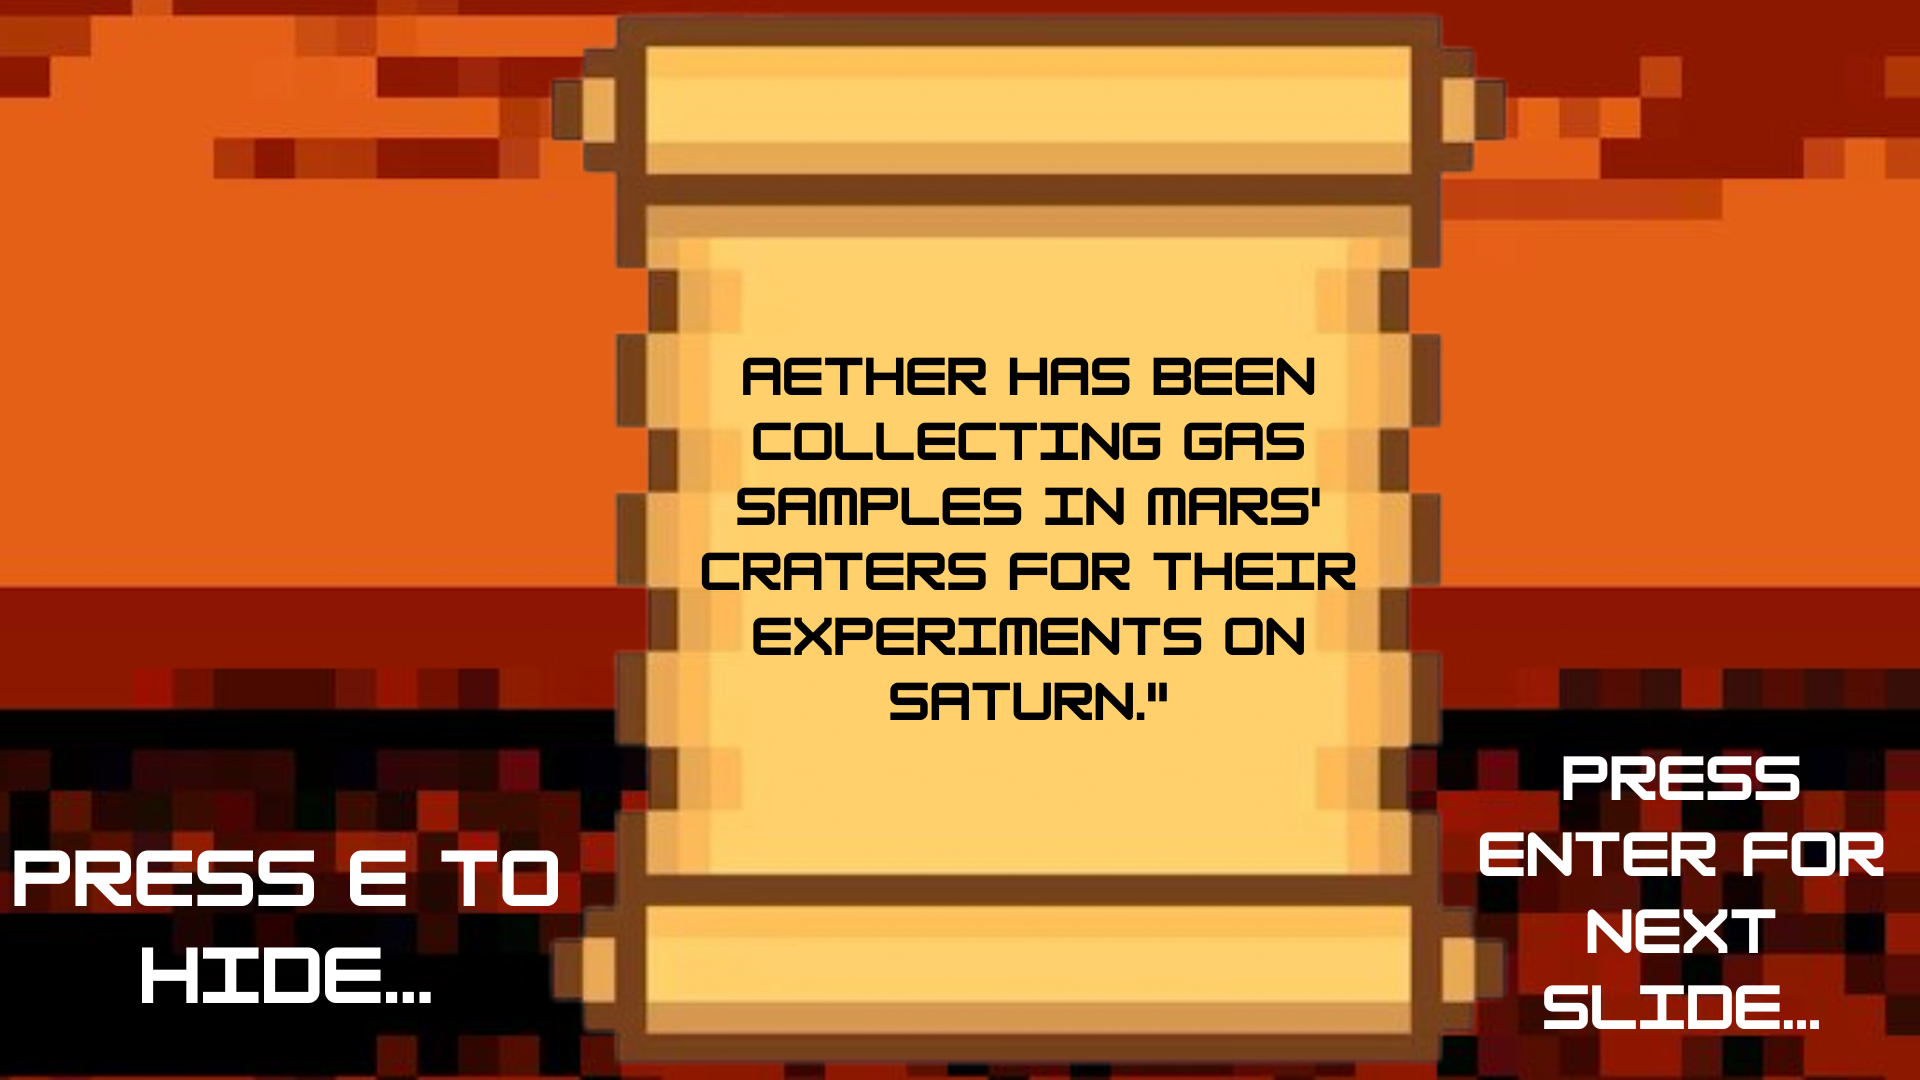 AETHER HAS BEEN
COLLECTING GAS
SAMPLES IN MARS'
CRATERS FOR THEIR
EXPERIMENTS ON
SATURN."
PRESS E TO
HIDE...
PRESS
ENTER FOR
NEXT
SLIDE...